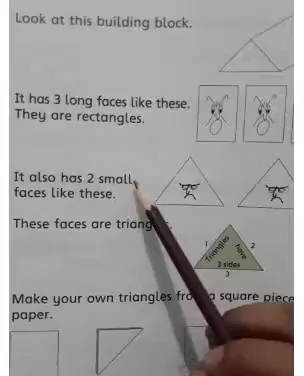 Look at this building block.
It has 3 long faces like these.
They are rectangles.
It also has 2 small
faces like these.
These faces are
1
2
Triangles have
3 sides
3
Make your own triangles a square piece
paper.